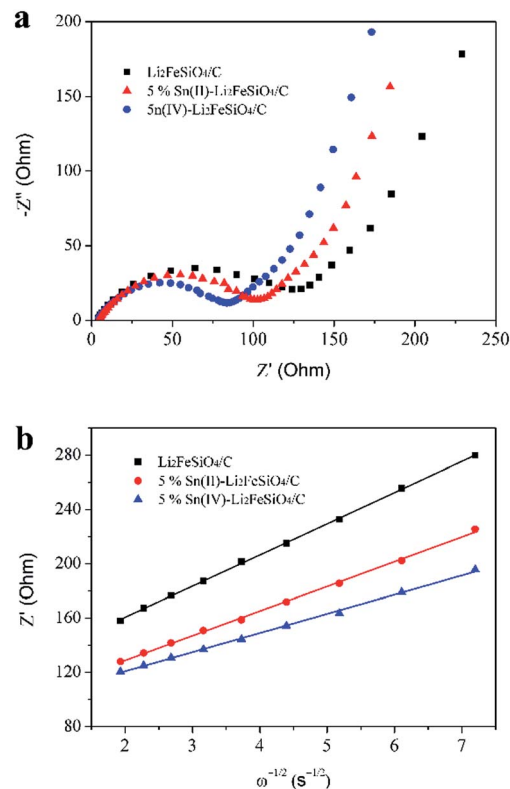 a
200
150
100
50
0
-Z" (Ohm)
Li₂FeSiO₄/C
5 % Sn(II)-Li₂FeSiO₄/C
5n(IV)-Li₂FeSiO₄/C
0 50 100 150 200 250
Z' (Ohm)
b
280
240
200
160
120
80
Z' (Ohm)
Li₂FeSiO₄/C
5 % Sn(II)-Li₂FeSiO₄/C
5 % Sn(IV)-Li₂FeSiO₄/C
2 3 4 5 6 7
ω⁻¹/² (s⁻¹/²)